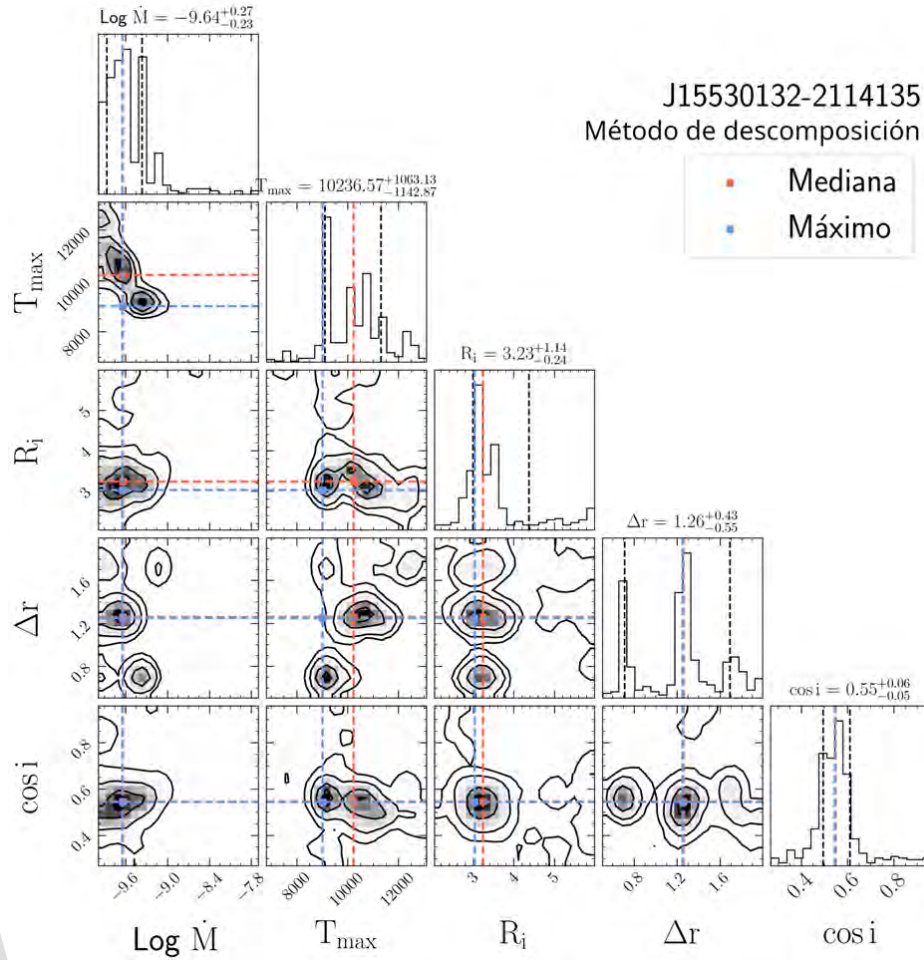 Log Ṁ = −9.64^{+0.27}_{−0.23}
J15530132-2114135
Método de descomposición
Mediana
Máximo
T_max = 10236.57^{+1063.13}_{−1142.87}
12000
10000
8000
T_max
R_i = 3.23^{+1.14}_{−0.24}
5
4
3
R_i
Δr = 1.26^{+0.43}_{−0.55}
1.6
1.2
0.8
Δr
cos i = 0.55^{+0.06}_{−0.05}
0.8
0.6
0.4
cos i
−9.6 −9.0 −8.4 −7.8
8000 10000 12000
3 4 5
0.8 1.2 1.6
0.4 0.6 0.8
Log Ṁ T_max R_i Δr cos i